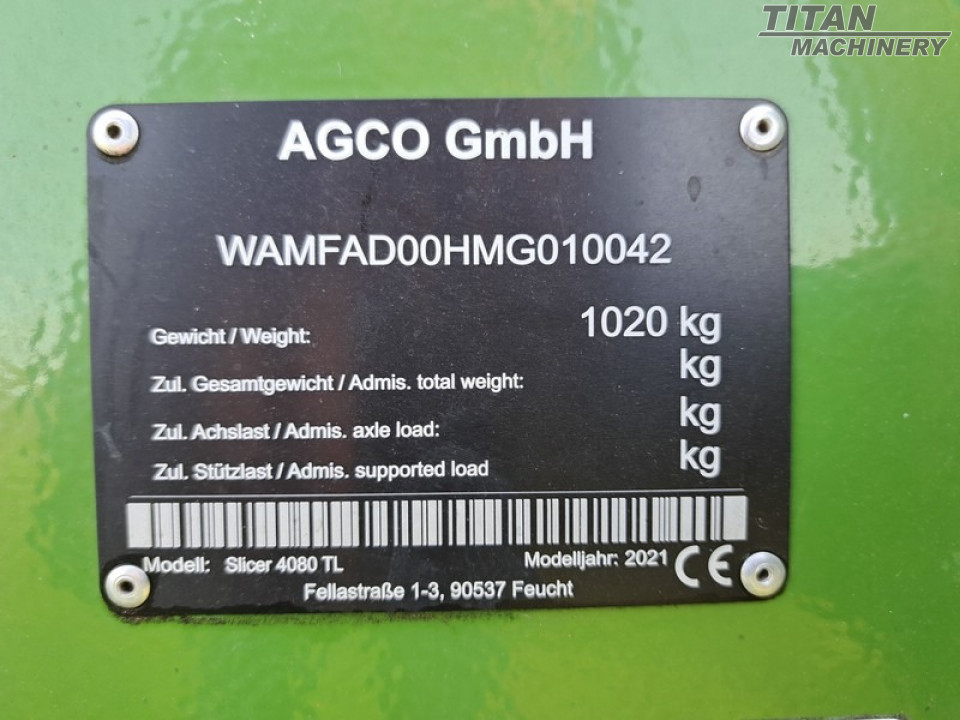 TITAN
MACHINERY
AGCO GmbH
WAMFAD00HMG010042
Gewicht / Weight: 1020 kg
Zul. Gesamtgewicht / Admis. total weight: kg
Zul. Achslast / Admis. axle load: kg
Zul. Stützlast / Admis. supported load kg
Modell: Slicer 4080 TL Modelljahr: 2021 CE
Fellastraße 1-3, 90537 Feucht